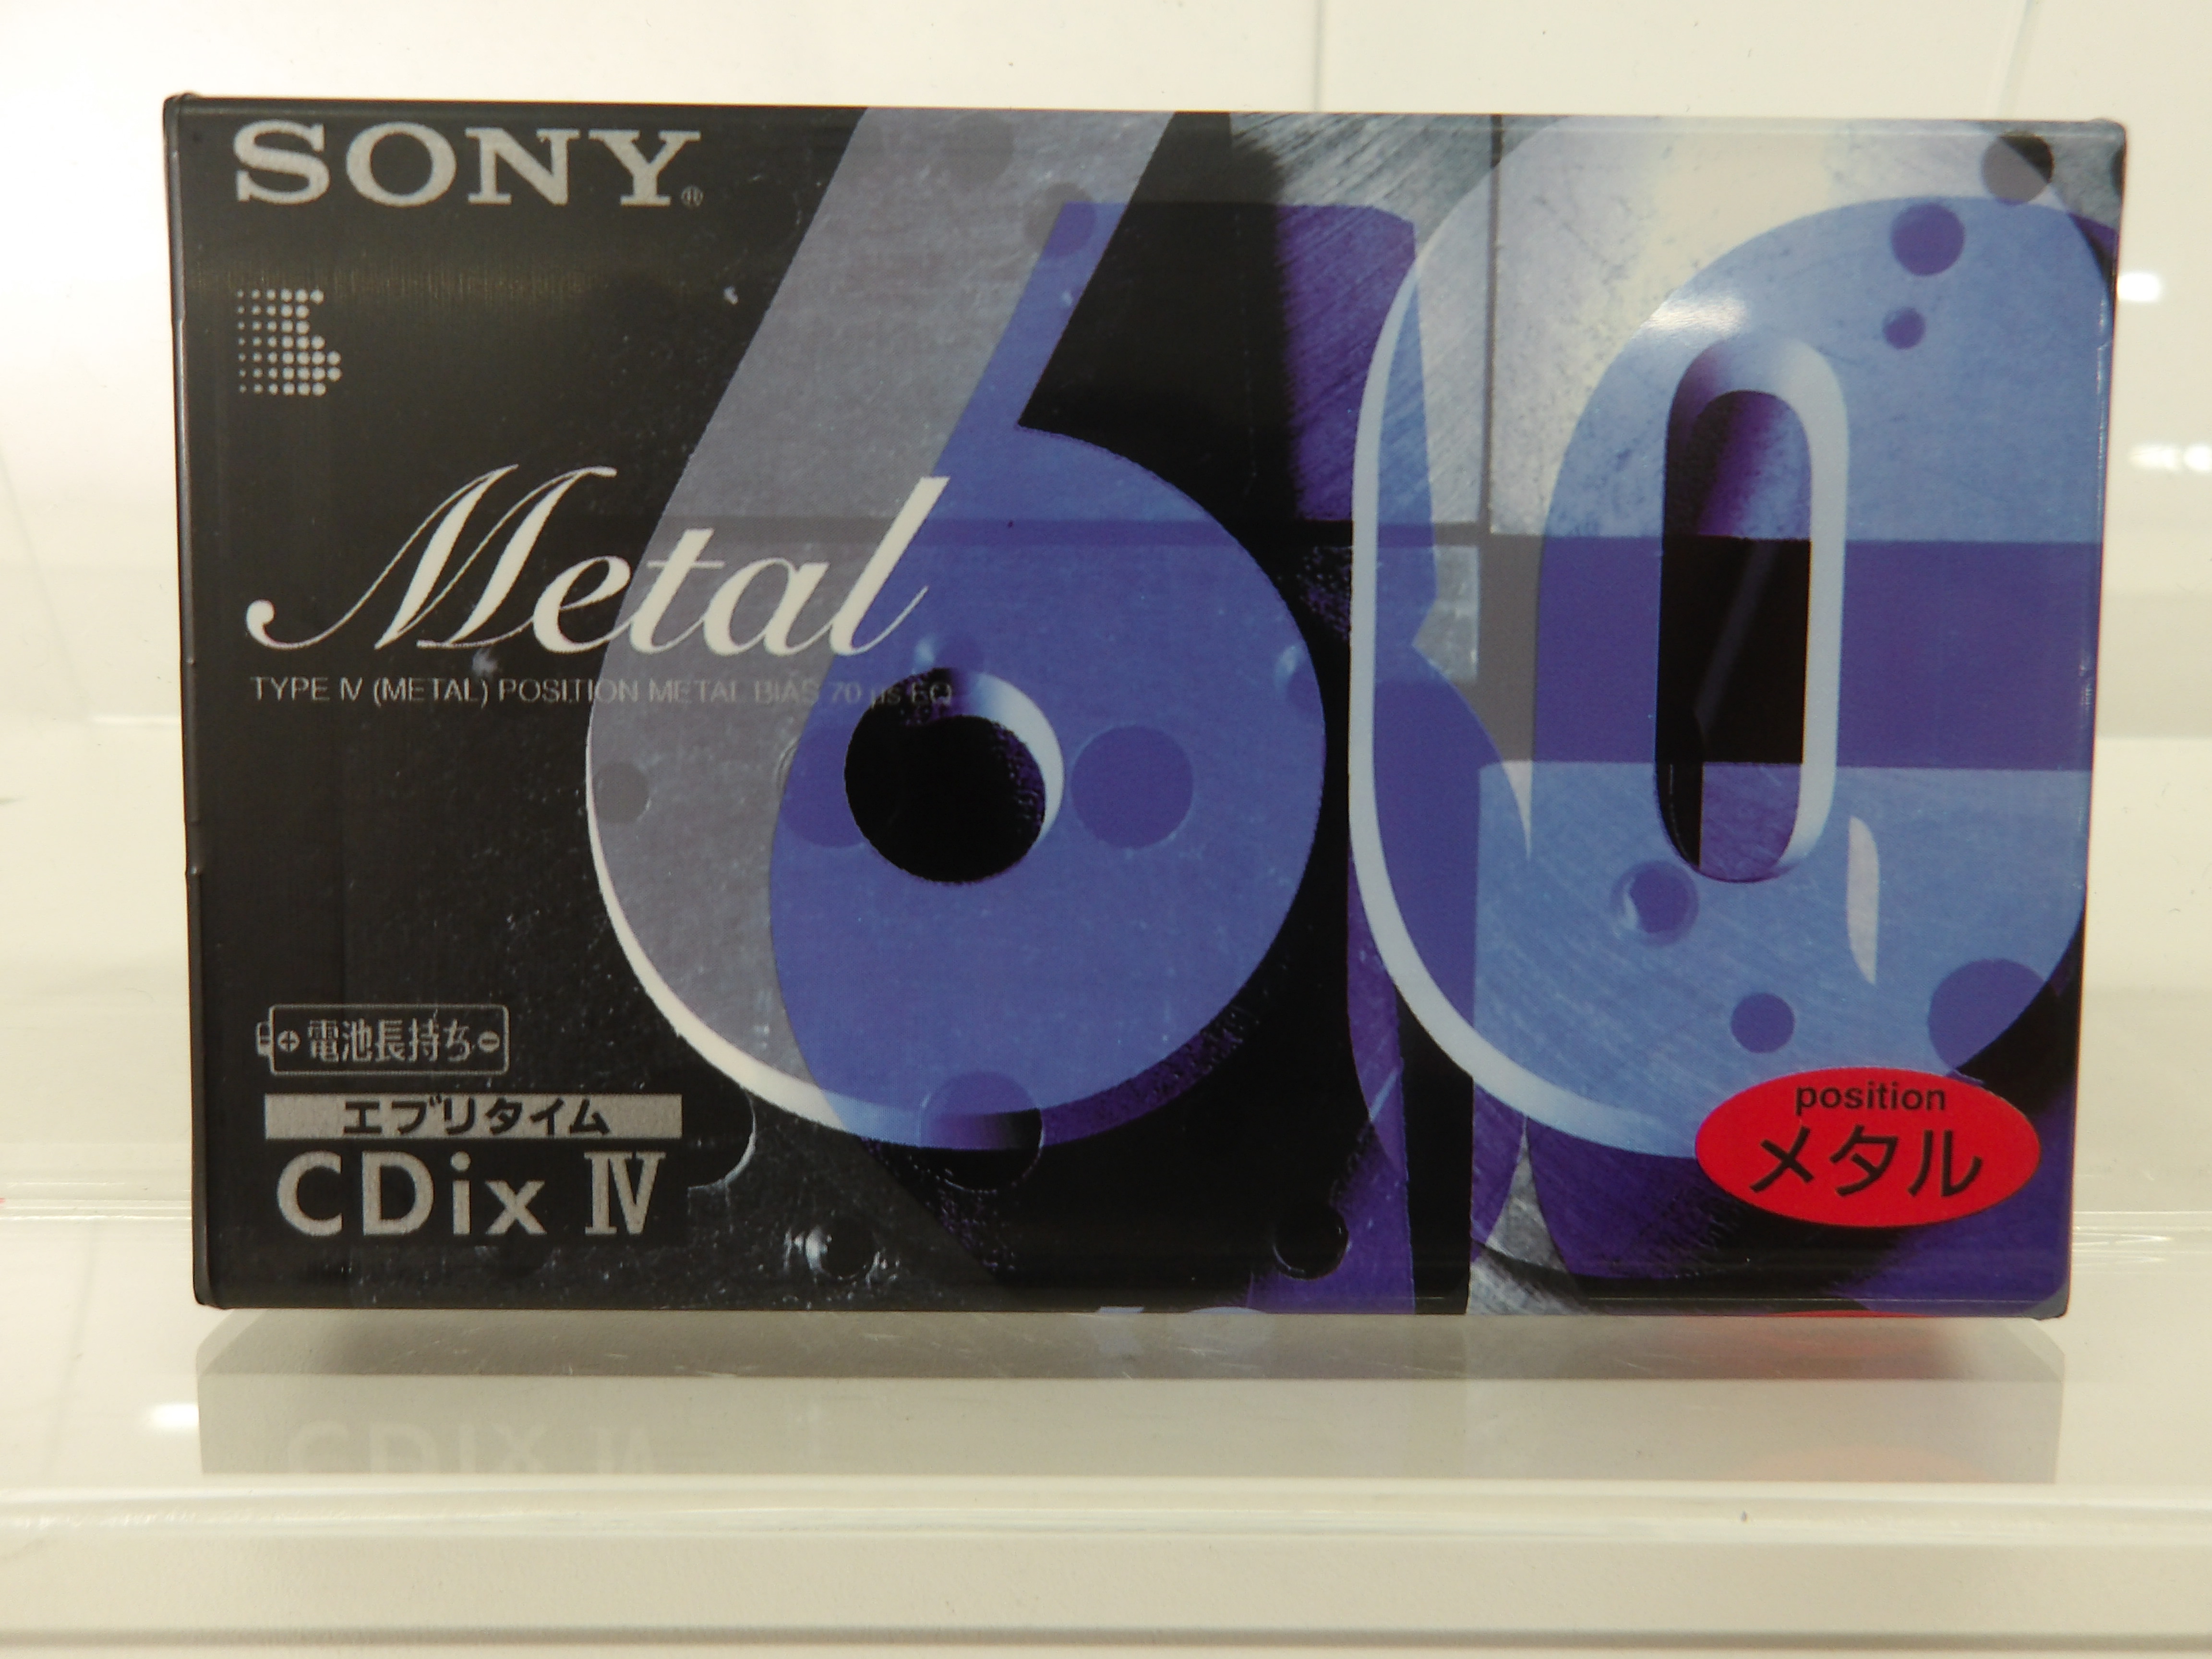 SONY®
60
Metal
TYPE IV (METAL) POSITION METAL BIAS 70 μs EQ
電池長持ち
エブリタイム
CDix IV
position
メタル